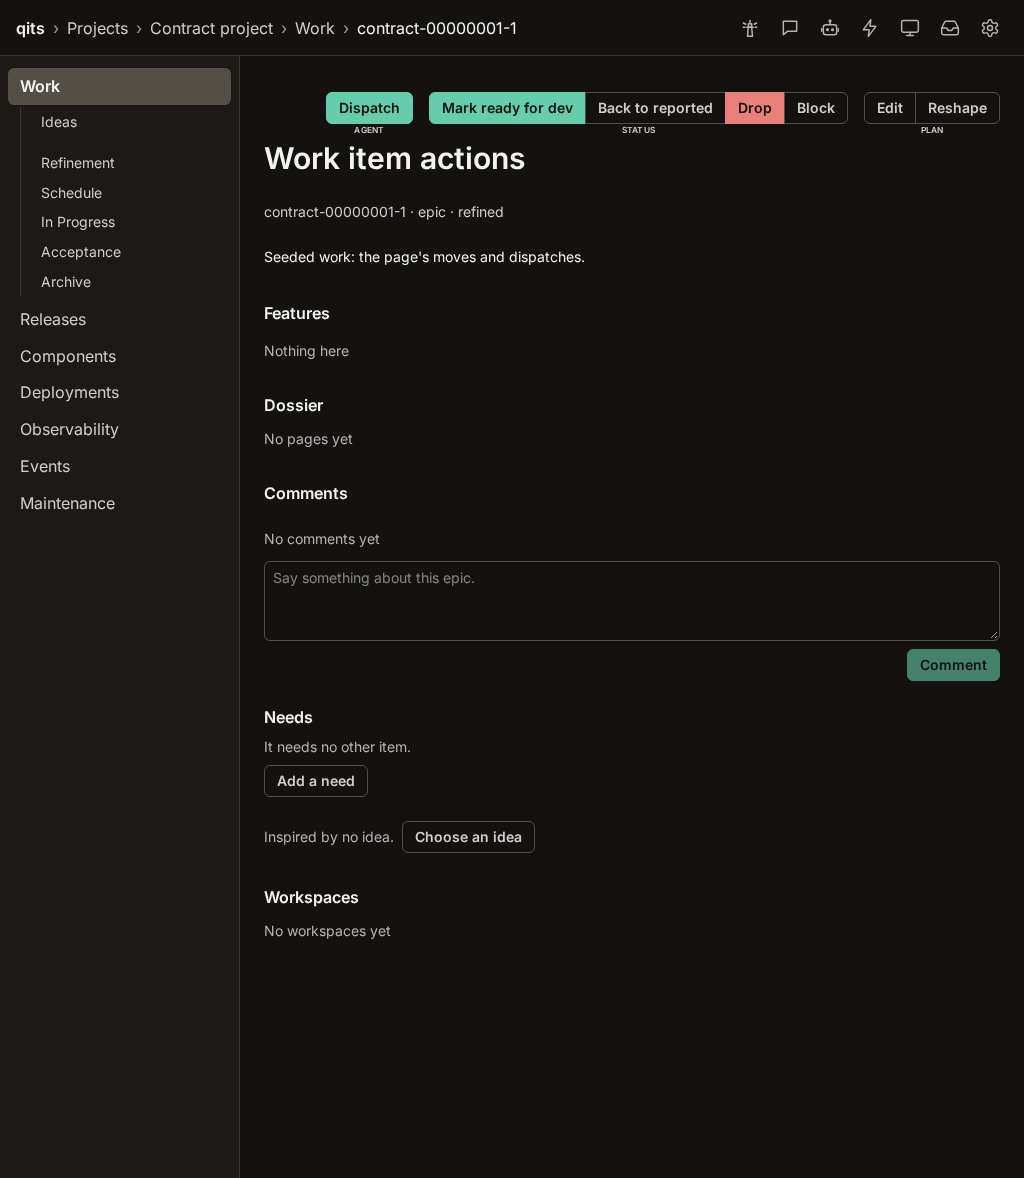 qits › Projects › Contract project › Work › contract-00000001-1
Work
Ideas
Refinement
Schedule
In Progress
Acceptance
Archive
Releases
Components
Deployments
Observability
Events
Maintenance
Dispatch
AGENT
Mark ready for dev Back to reported Drop Block
STATUS
Edit Reshape
PLAN
Work item actions
contract-00000001-1 · epic · refined
Seeded work: the page's moves and dispatches.
Features
Nothing here
Dossier
No pages yet
Comments
No comments yet
Say something about this epic.
Comment
Needs
It needs no other item.
Add a need
Inspired by no idea. Choose an idea
Workspaces
No workspaces yet